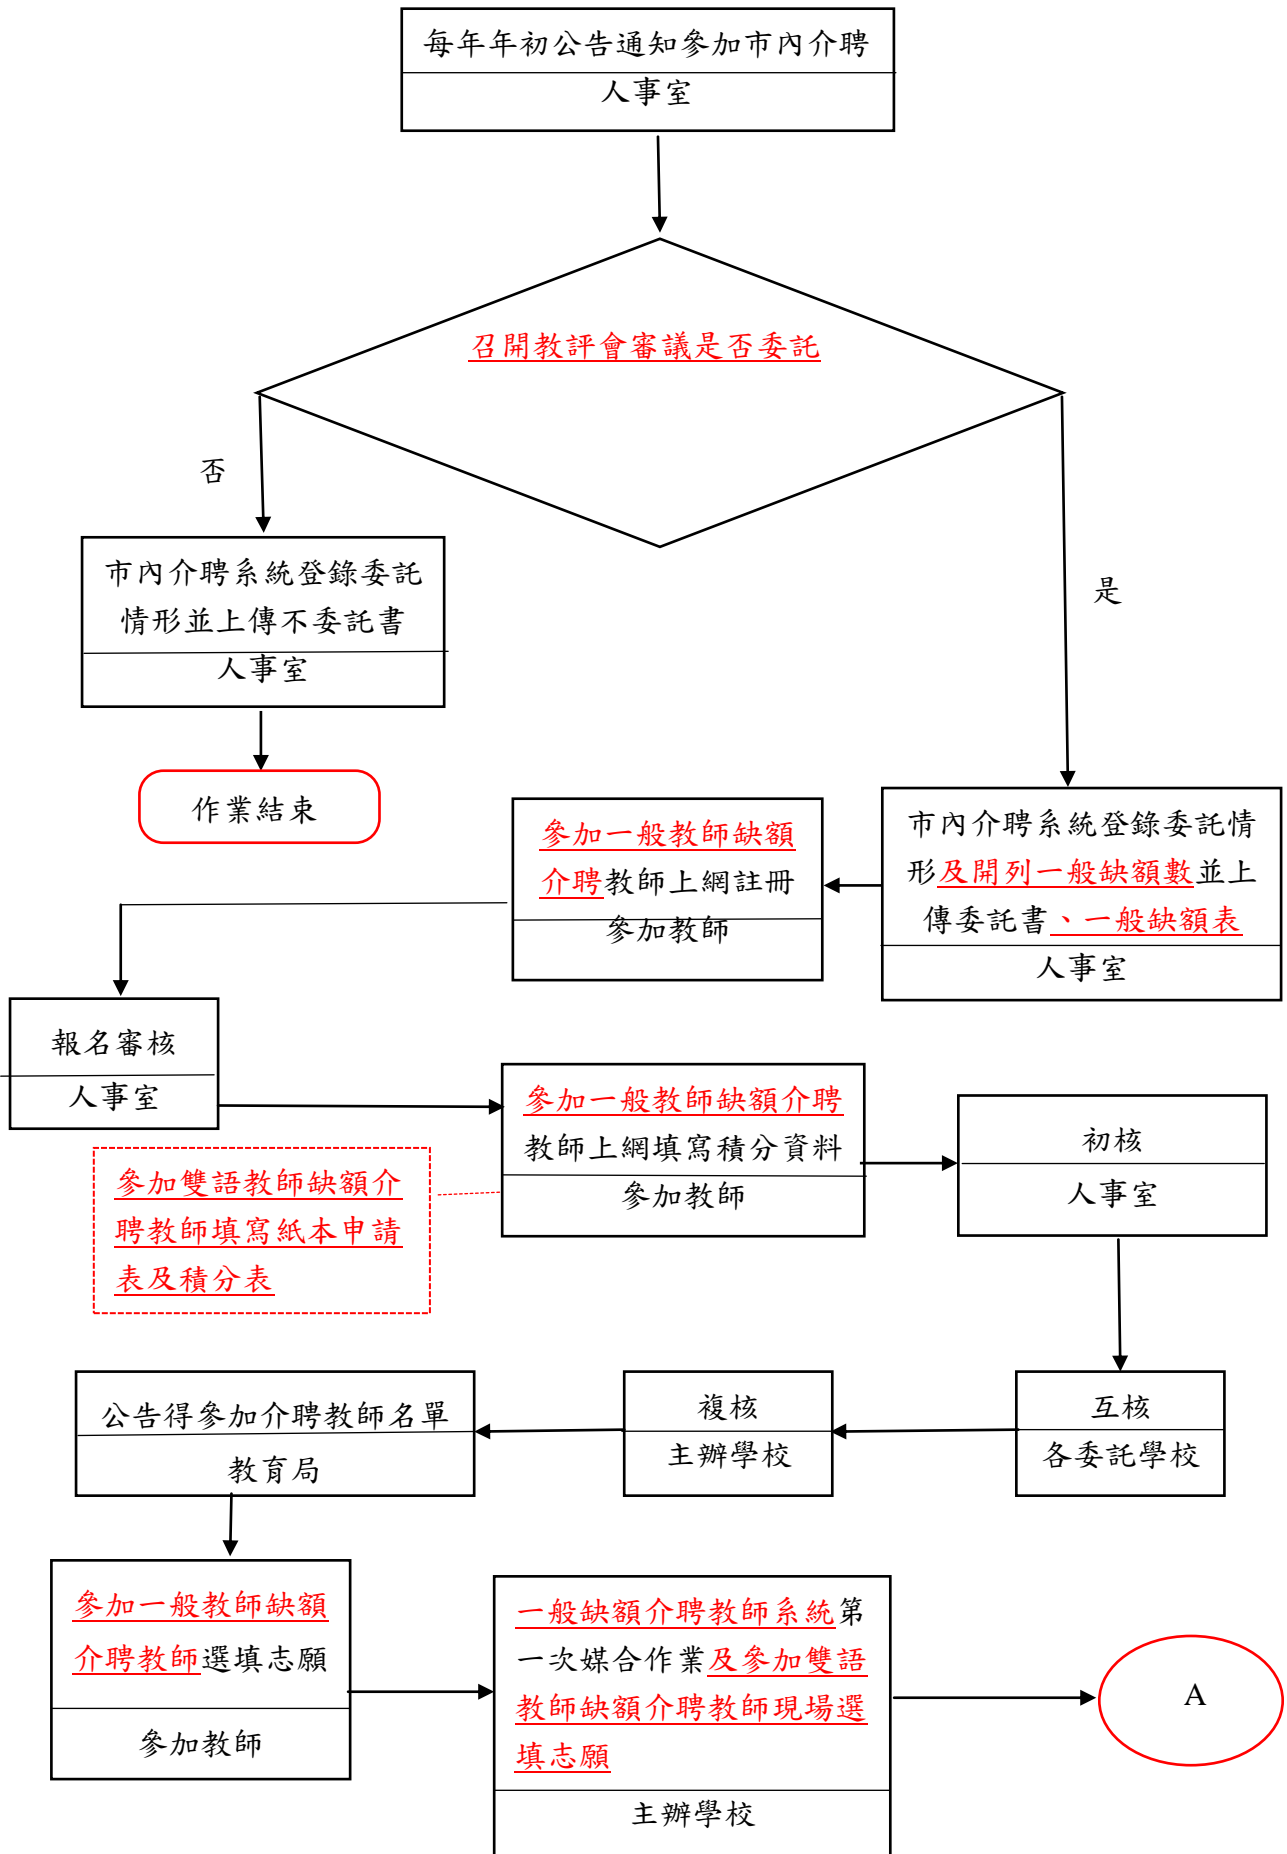 每年年初公告通知參加市內介聘
人事室
召開教評會審議是否委託
否
是
市內介聘系統登錄委託
情形並上傳不委託書
人事室
作業結束
市內介聘系統登錄委託情
形及開列一般缺額數並上
傳委託書、一般缺額表
人事室
參加一般教師缺額
介聘教師上網註冊
參加教師
報名審核
人事室
參加一般教師缺額介聘
教師上網填寫積分資料
參加教師
參加雙語教師缺額介
聘教師填寫紙本申請
表及積分表
初核
人事室
互核
各委託學校
複核
主辦學校
公告得參加介聘教師名單
教育局
參加一般教師缺額
介聘教師選填志願
參加教師
一般缺額介聘教師系統第
一次媒合作業及參加雙語
教師缺額介聘教師現場選
填志願
主辦學校
A